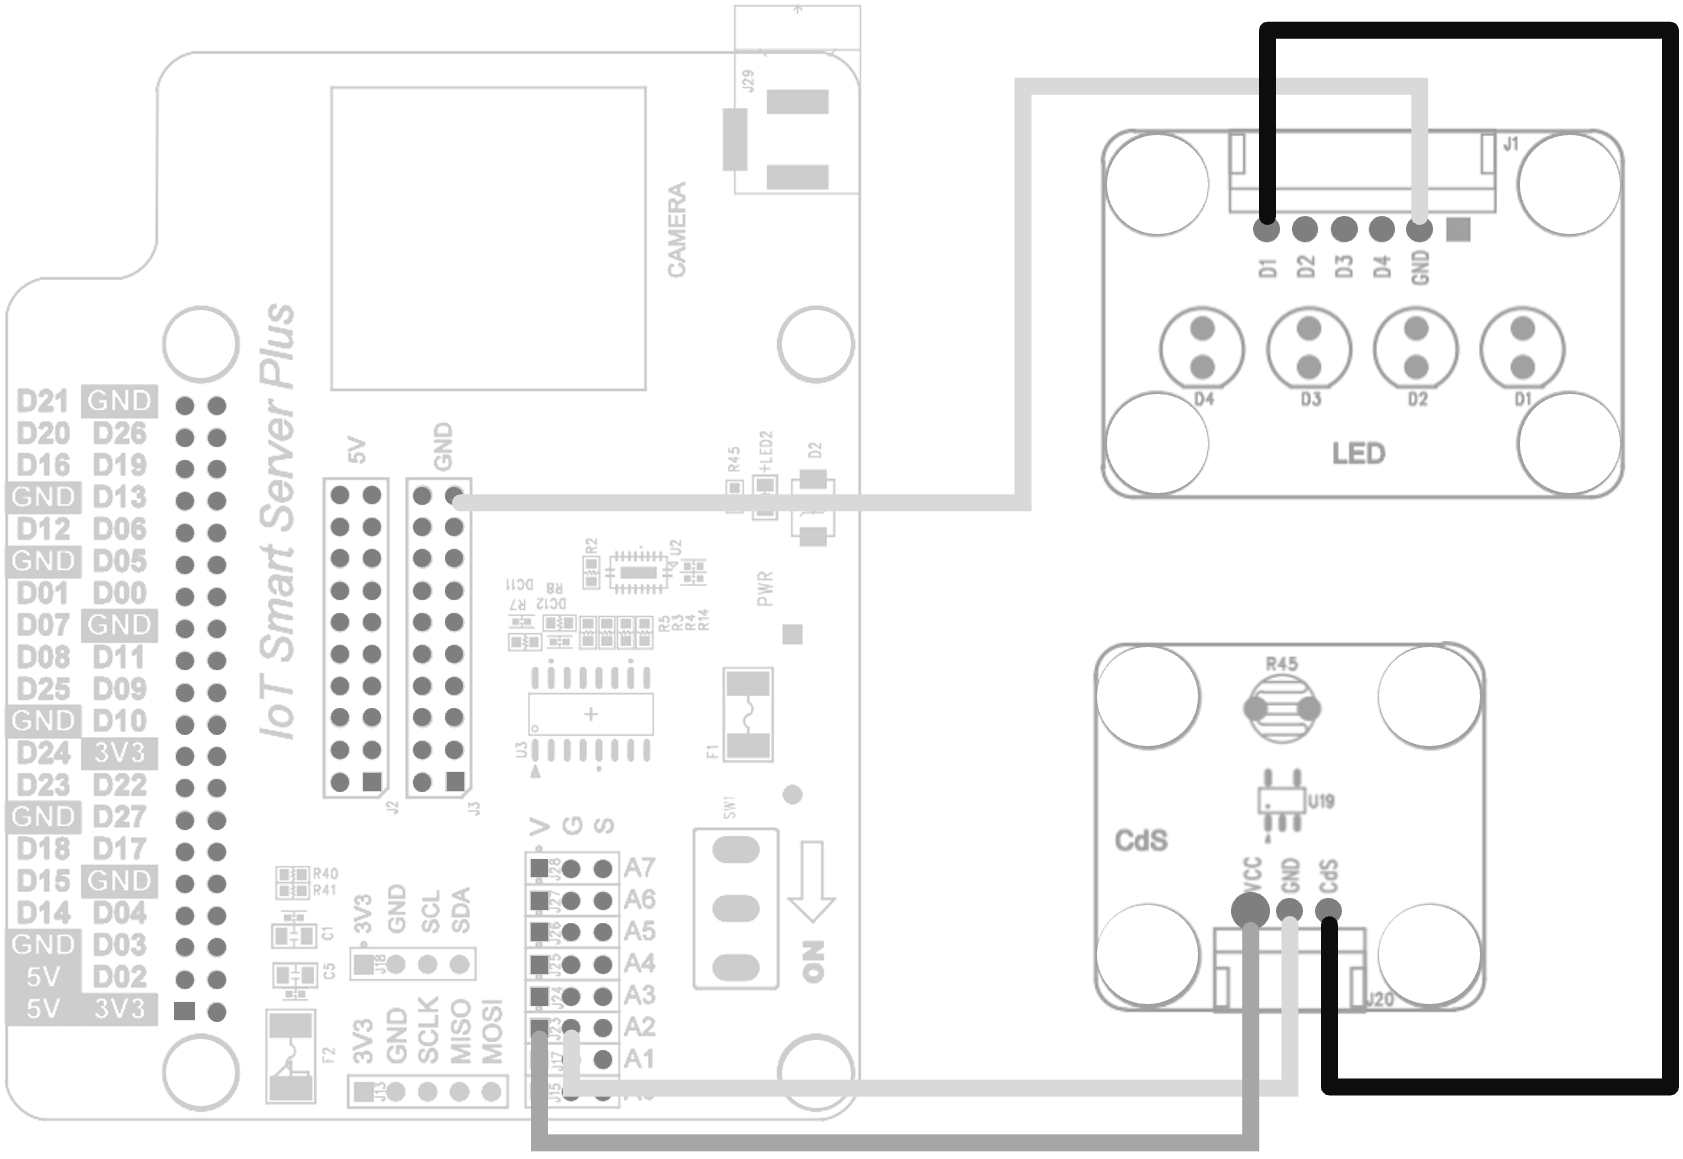 J29
CAMERA
IoT Smart Server Plus
D21 GND
D20 D26
D16 D19
GND D13
D12 D06
GND D05
D01 D00
D07 GND
D08 D11
D25 D09
GND D10
D24 3V3
D23 D22
GND D27
D18 D17
D15 GND
D14 D04
GND D03
5V D02
5V 3V3
5V
GND
J2
J3
R45
+LED2
D2
R2
U2
DC11
R8
R7
DC12
R5
R3
R4
R14
PWR
U3
F1
SW1
ON
V G S
J28 A7
J27 A6
J26 A5
J25 A4
J24 A3
J23 A2
J17 A1
J15
R40
R41
C1
C5
F2
3V3 GND SCL SDA
J18
3V3 GND SCLK MISO MOSI
J13
J1
D1 D2 D3 D4 GND
D4 D3 D2 D1
LED
R45
U19
CdS
VCC GND CdS
J20